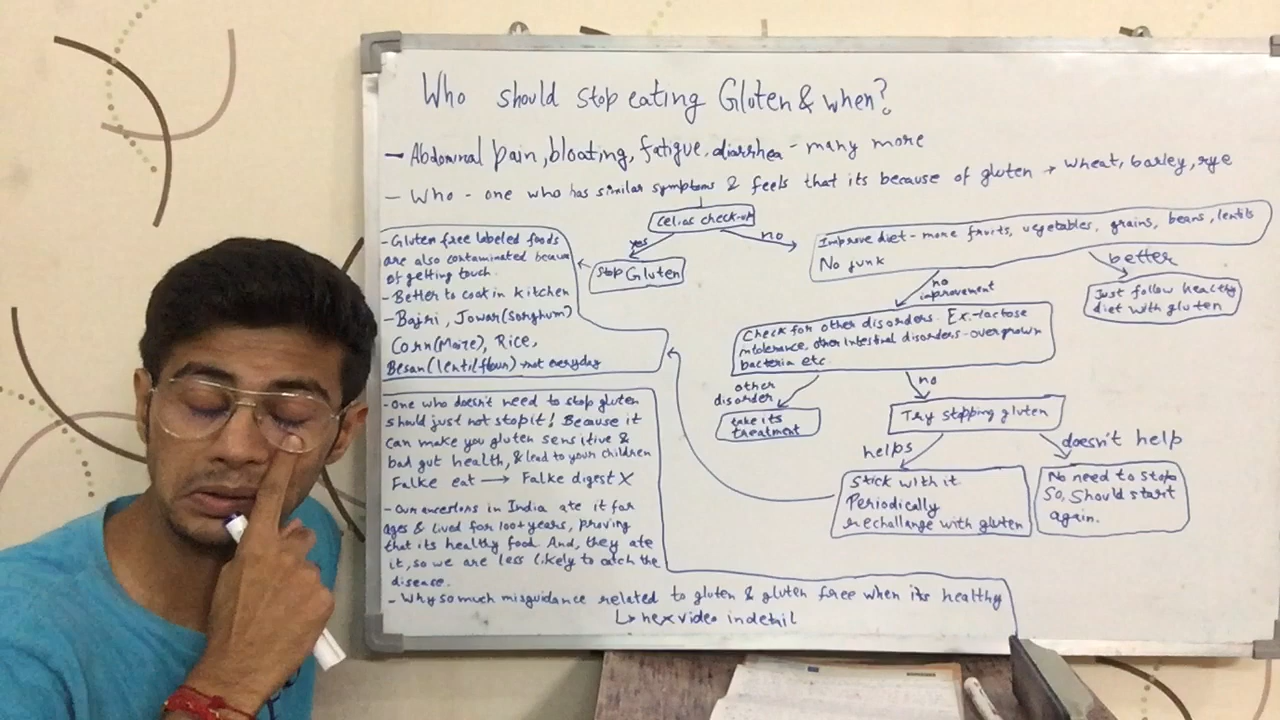 Who should stop eating Gluten & when?
- Abdominal Pain, bloating, fatigue, diarrhea - many more
- Who - one who has similar symptoms & feels that its because of gluten → wheat, barley, rye
Celiac check-up
yes
no
Stop Gluten
Improve diet - more fruits, vegetables, grains, beans, lentils
No junk
better
Just follow healthy
diet with gluten
no
improvement
Check for other disorders. Ex.-lactose
intolerance, other intestinal disorders - overgrown
bacteria etc
other
disorder
take its
treatment
no
Try stopping gluten
helps
Stick with it
Periodically
rechallange with gluten
doesn't help
No need to stop
So, Should start
again.
- Gluten free labeled foods
are also contaminated becaus
of getting touch.
- Better to cook in kitchen
- Bajri, Jowar (sorghum)
Corn (Maize), Rice,
Besan (lentil flour) → not everyday
- One who doesn't need to stop gluten
should just not stop it! Because it
can make you gluten sensitive &
bad gut health, & lead to your children
Falke eat → Falke digest X
- Our ancestors in India ate it for
ages & lived for 100+ years, proving
that its healthy food. And, they ate
it, so we are less likely to catch the
disease.
- Why so much misguidance related to gluten & gluten free when its healthy
↳ nex video in detail